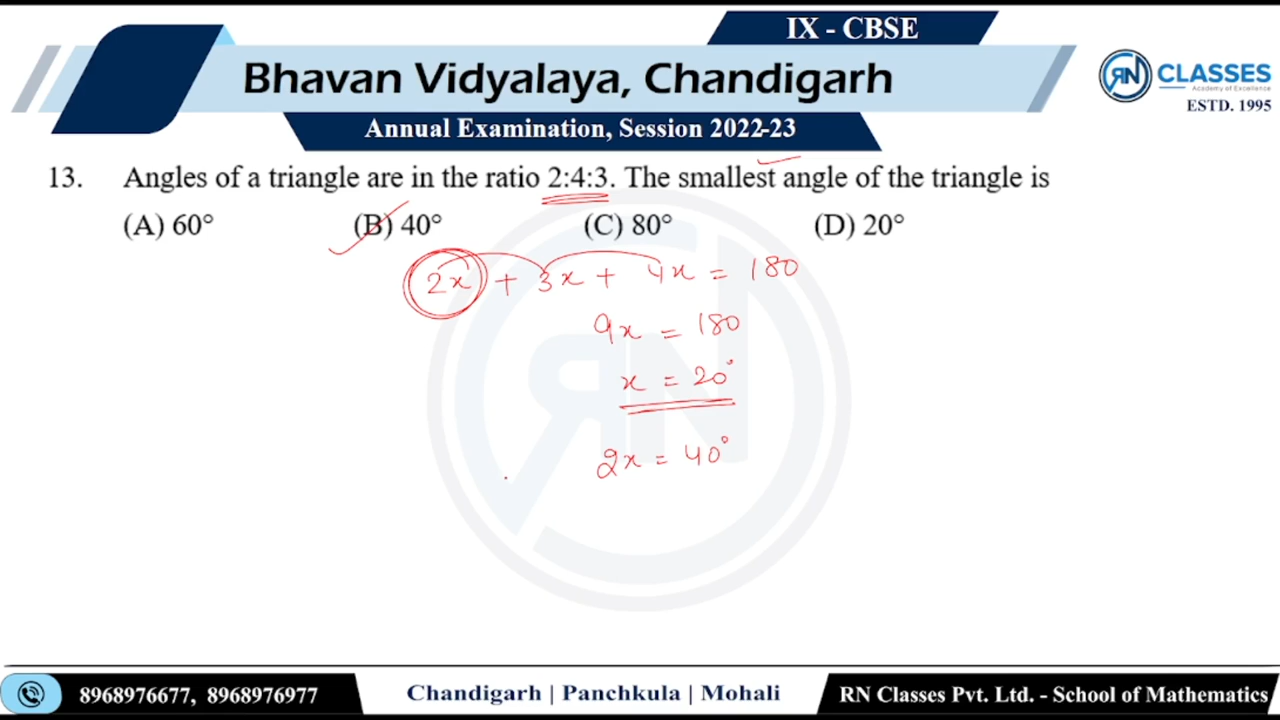 IX - CBSE
Bhavan Vidyalaya, Chandigarh
RN CLASSES
Academy of Excellence
ESTD. 1995
Annual Examination, Session 2022-23
13. Angles of a triangle are in the ratio 2:4:3. The smallest angle of the triangle is
(A) 60° (B) 40° (C) 80° (D) 20°
2x + 3x + 4x = 180
9x = 180
x = 20°
2x = 40°
RN
8968976677, 8968976977
Chandigarh | Panchkula | Mohali
RN Classes Pvt. Ltd. - School of Mathematics